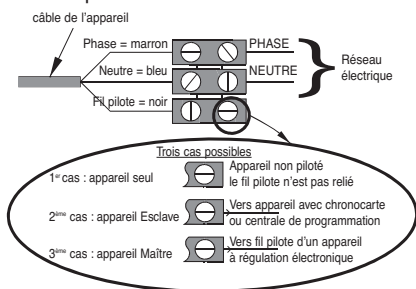 câble de l'appareil
Phase = marron
PHASE
Neutre = bleu
NEUTRE
Réseau
électrique
Fil pilote = noir
Trois cas possibles
1er cas : appareil seul
Appareil non piloté
le fil pilote n'est pas relié
2ème cas : appareil Esclave
Vers appareil avec chronocarte
ou centrale de programmation
3ème cas : appareil Maître
Vers fil pilote d'un appareil
à régulation électronique